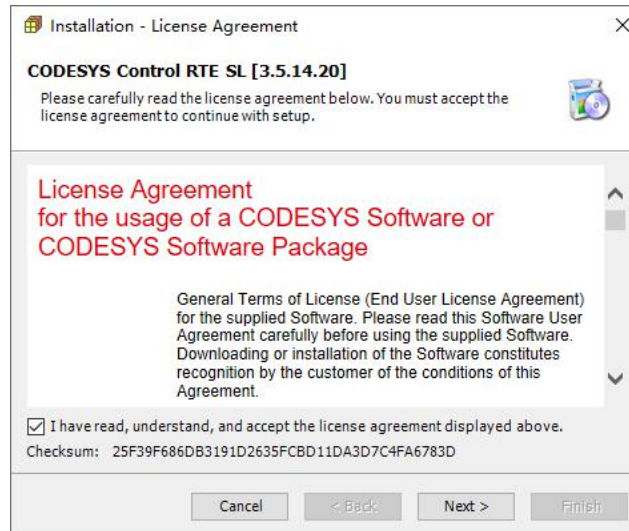 Installation - License Agreement
CODESYS Control RTE SL [3.5.14.20]
Please carefully read the license agreement below. You must accept the
license agreement to continue with setup.
License Agreement
for the usage of a CODESYS Software or
CODESYS Software Package
General Terms of License (End User License Agreement)
for the supplied Software. Please read this Software User
Agreement carefully before using the supplied Software.
Downloading or installation of the Software constitutes
recognition by the customer of the conditions of this
Agreement.
I have read, understand, and accept the license agreement displayed above.
Checksum: 25F39F686DB3191D2635FCBD11DA3D7C4FA6783D
Cancel < Back Next > Finish